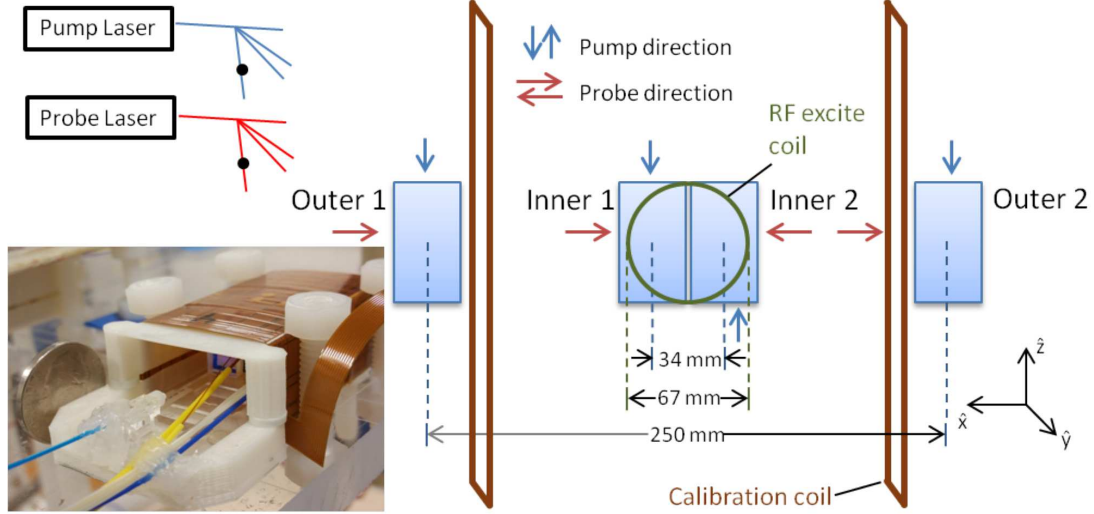 Pump Laser
Probe Laser
Pump direction
Probe direction
RF excite
coil
Outer 1
Inner 1
Inner 2
Outer 2
34 mm
67 mm
250 mm
x̂
ẑ
ŷ
Calibration coil